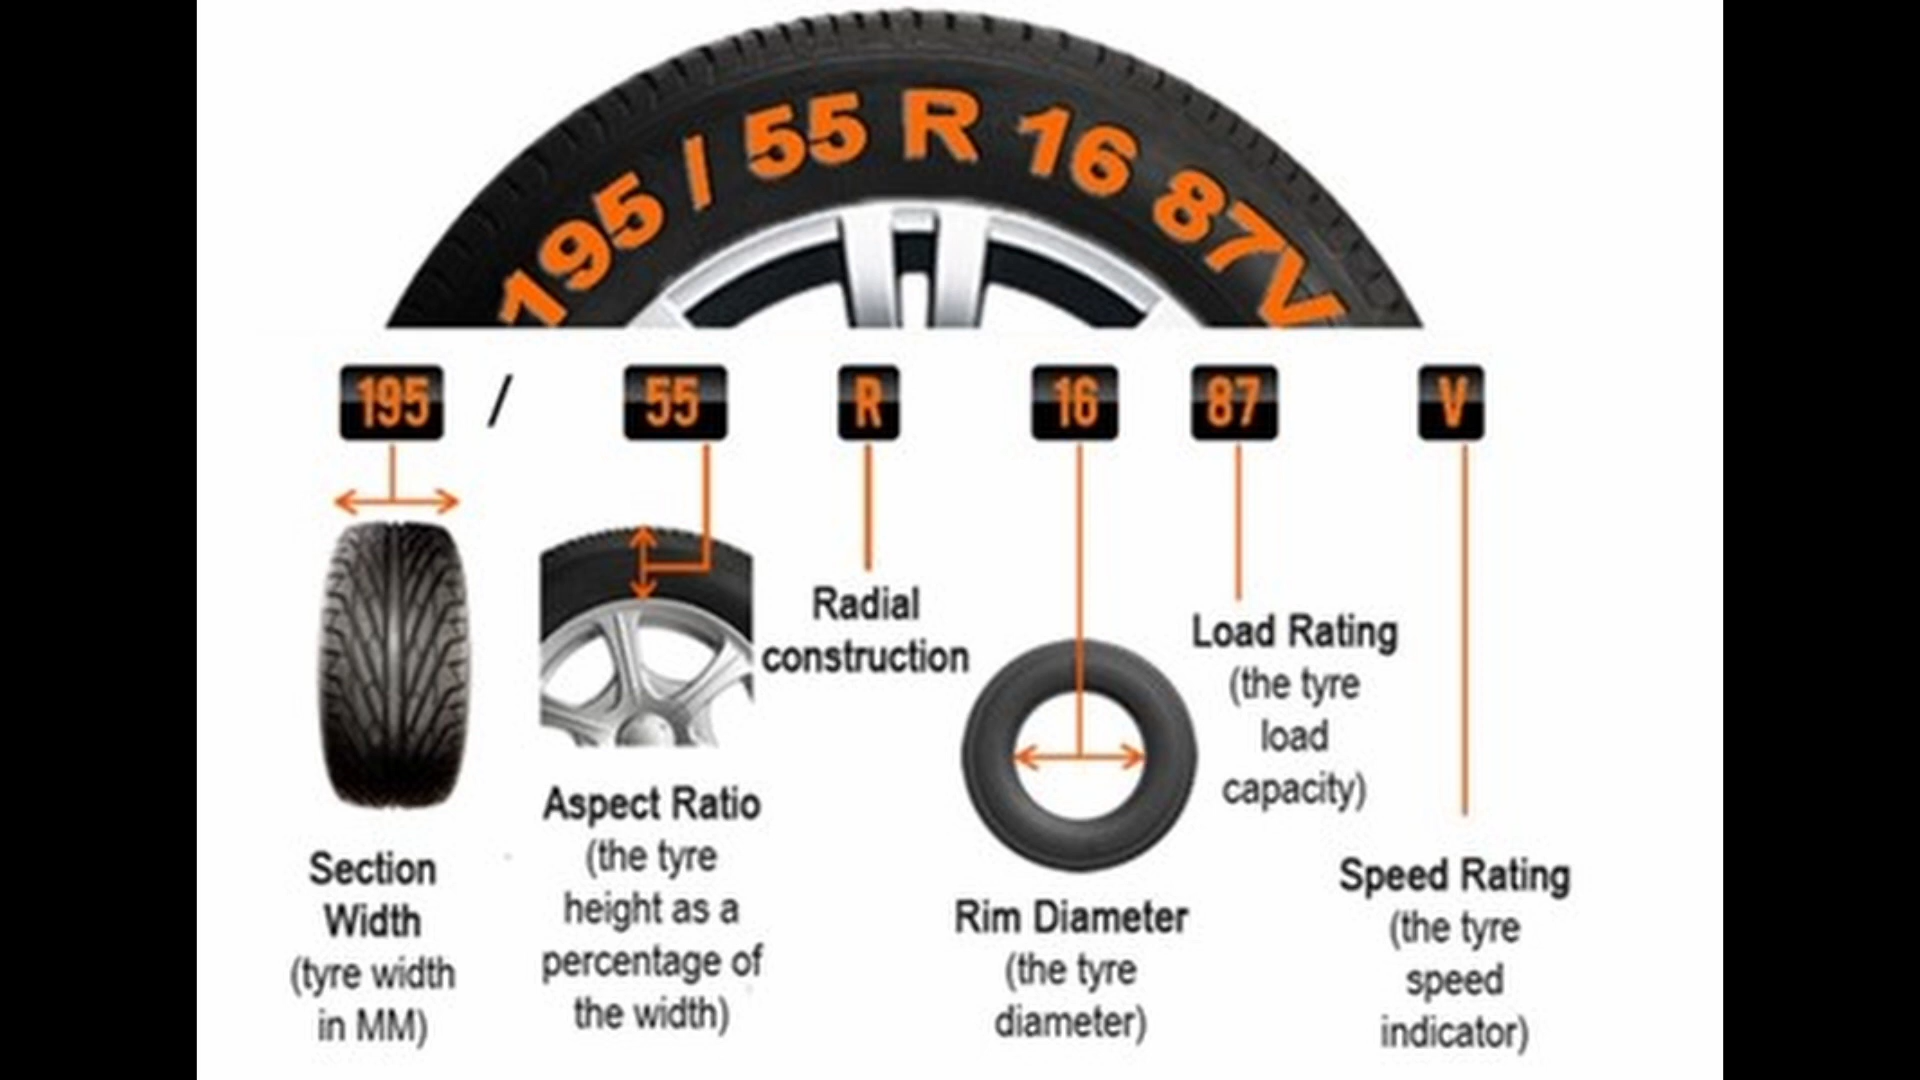 195 / 55 R 16 87V
195 / 55 R 16 87 V
Radial
construction
Load Rating
(the tyre
load
capacity)
Aspect Ratio
(the tyre
height as a
percentage of
the width)
Section
Width
(tyre width
in MM)
Rim Diameter
(the tyre
diameter)
Speed Rating
(the tyre
speed
indicator)